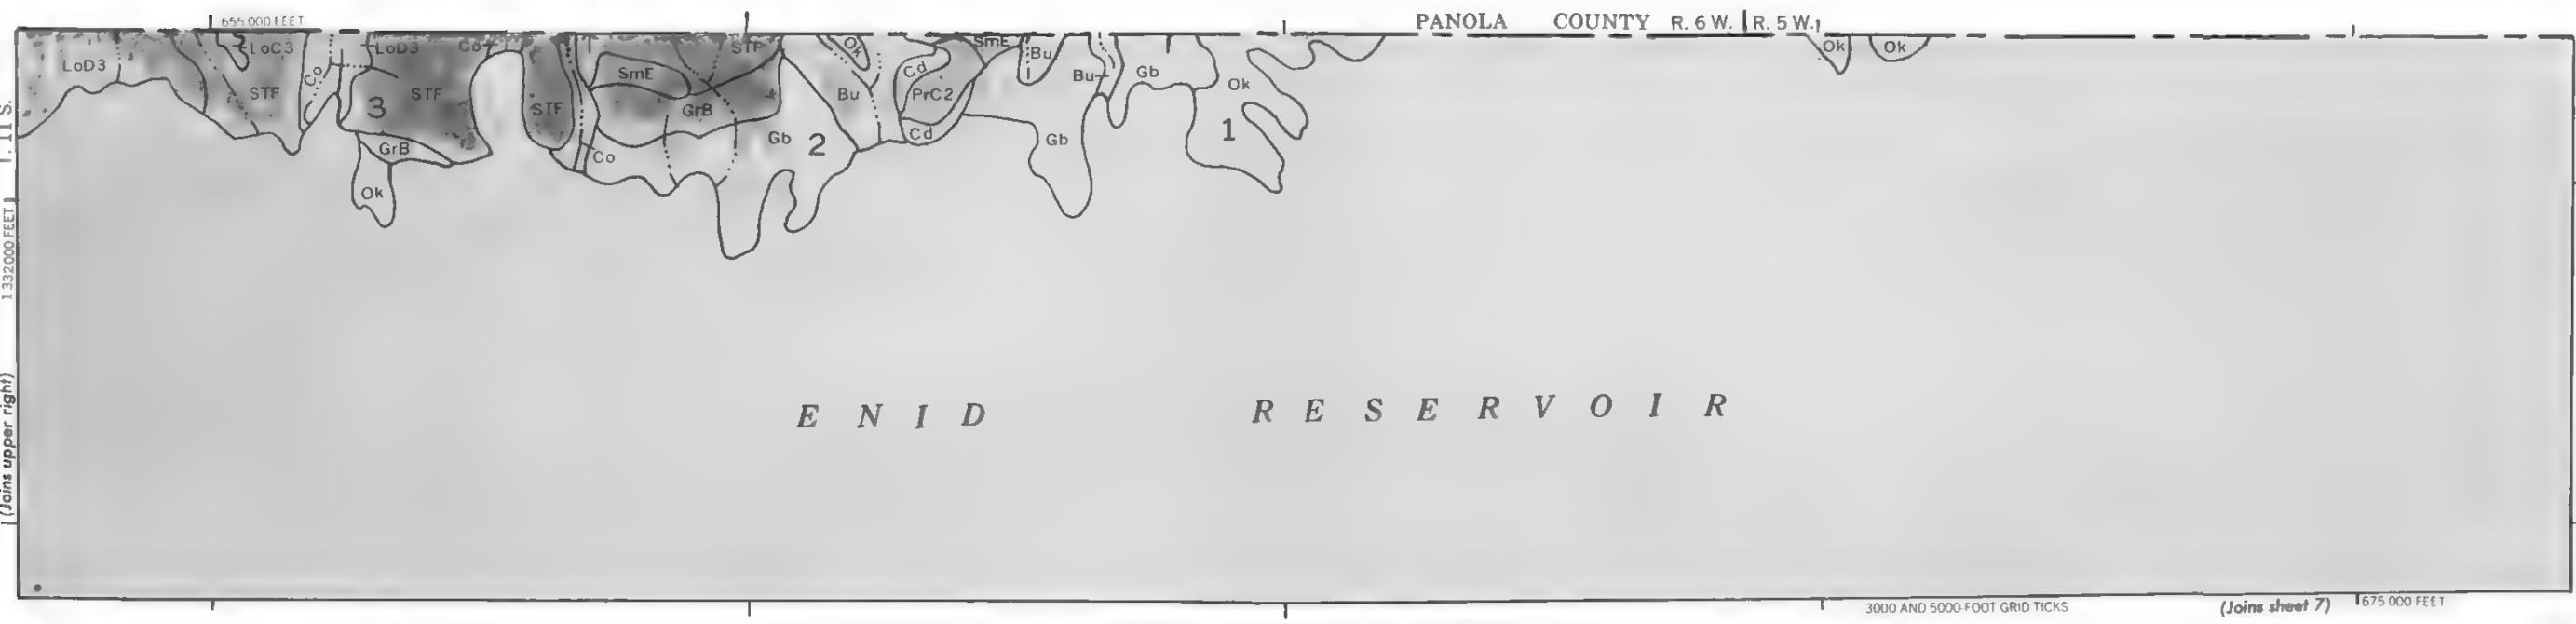 655 000 FEET
PANOLA COUNTY R. 6 W. R. 5 W.
LoD3
LoC3
STF
Co
LoD3
Co
3
STF
GrB
Ok
STF
Co
SmE
STF
GrB
Gb
2
Ok
Bu
Cd
PrC2
Cd
SmE
Bu
Gb
Bu
Gb
Ok
1
Ok
Ok
T. 11 S.
1 332 000 FEET
(Joins upper right)
ENID RESERVOIR
3000 AND 5000-FOOT GRID TICKS
(Joins sheet 7)
675 000 FEET